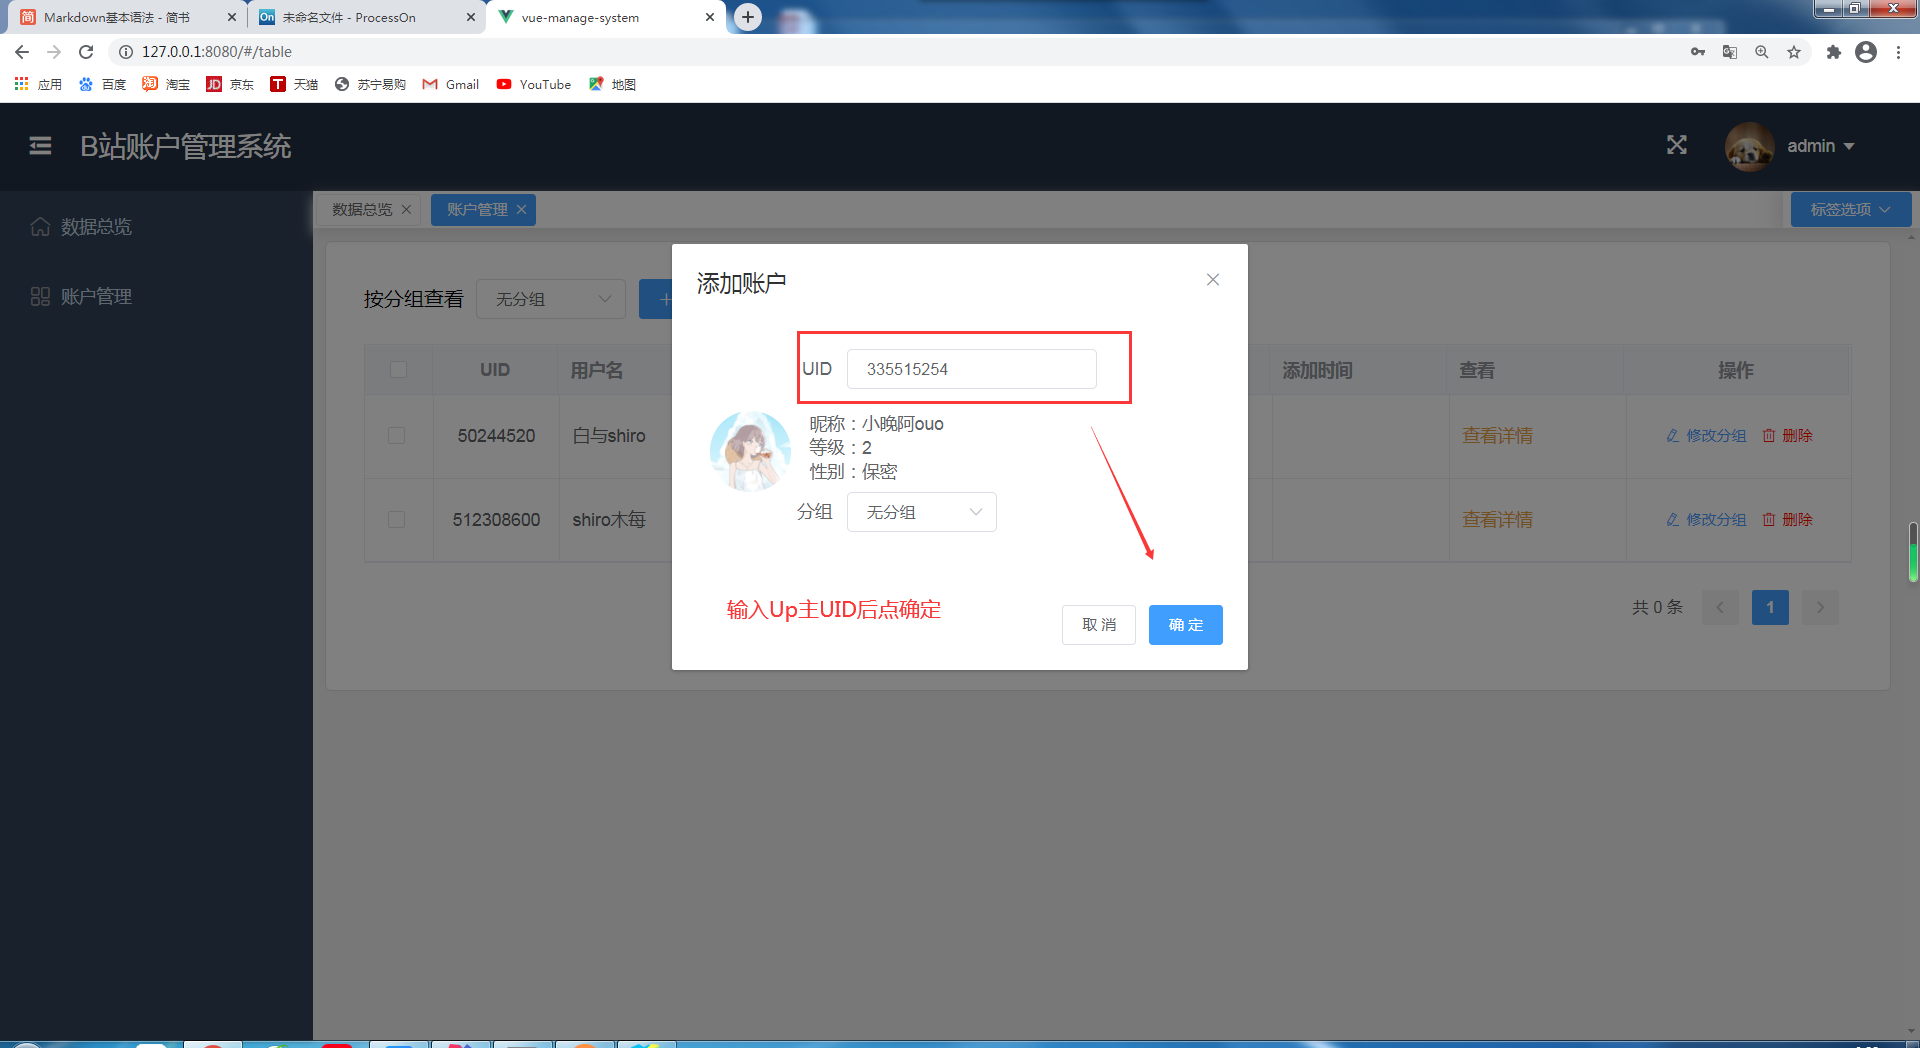 Markdown基本语法 - 简书
未命名文件 - ProcessOn
vue-manage-system
127.0.0.1:8080/#/table
应用 百度 淘宝 京东 天猫 苏宁易购 Gmail YouTube 地图
B站账户管理系统
admin
数据总览
账户管理
数据总览
账户管理
标签选项
按分组查看 无分组
UID 用户名 添加时间 查看 操作
50244520 白与shiro 查看详情 修改分组 删除
512308600 shiro木每 查看详情 修改分组 删除
共 0 条 1
添加账户
UID 335515254
昵称：小晚阿ouo
等级：2
性别：保密
分组 无分组
输入Up主UID后点确定
取 消 确 定